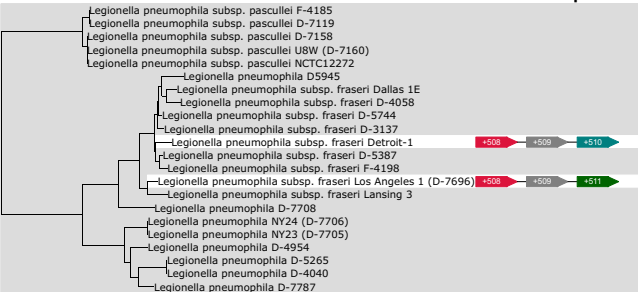 Legionella pneumophila subsp. pascullei F-4185
Legionella pneumophila subsp. pascullei D-7119
Legionella pneumophila subsp. pascullei D-7158
Legionella pneumophila subsp. pascullei U8W (D-7160)
Legionella pneumophila subsp. pascullei NCTC12272
Legionella pneumophila D5945
Legionella pneumophila subsp. fraseri Dallas 1E
Legionella pneumophila subsp. fraseri D-4058
Legionella pneumophila subsp. fraseri D-5744
Legionella pneumophila subsp. fraseri D-3137
Legionella pneumophila subsp. fraseri Detroit-1 +508 +509 +510
Legionella pneumophila subsp. fraseri D-5387
Legionella pneumophila subsp. fraseri F-4198
Legionella pneumophila subsp. fraseri Los Angeles 1 (D-7696) +508 +509 +511
Legionella pneumophila subsp. fraseri Lansing 3
Legionella pneumophila D-7708
Legionella pneumophila NY24 (D-7706)
Legionella pneumophila NY23 (D-7705)
Legionella pneumophila D-4954
Legionella pneumophila D-5265
Legionella pneumophila D-4040
Legionella pneumophila D-7787